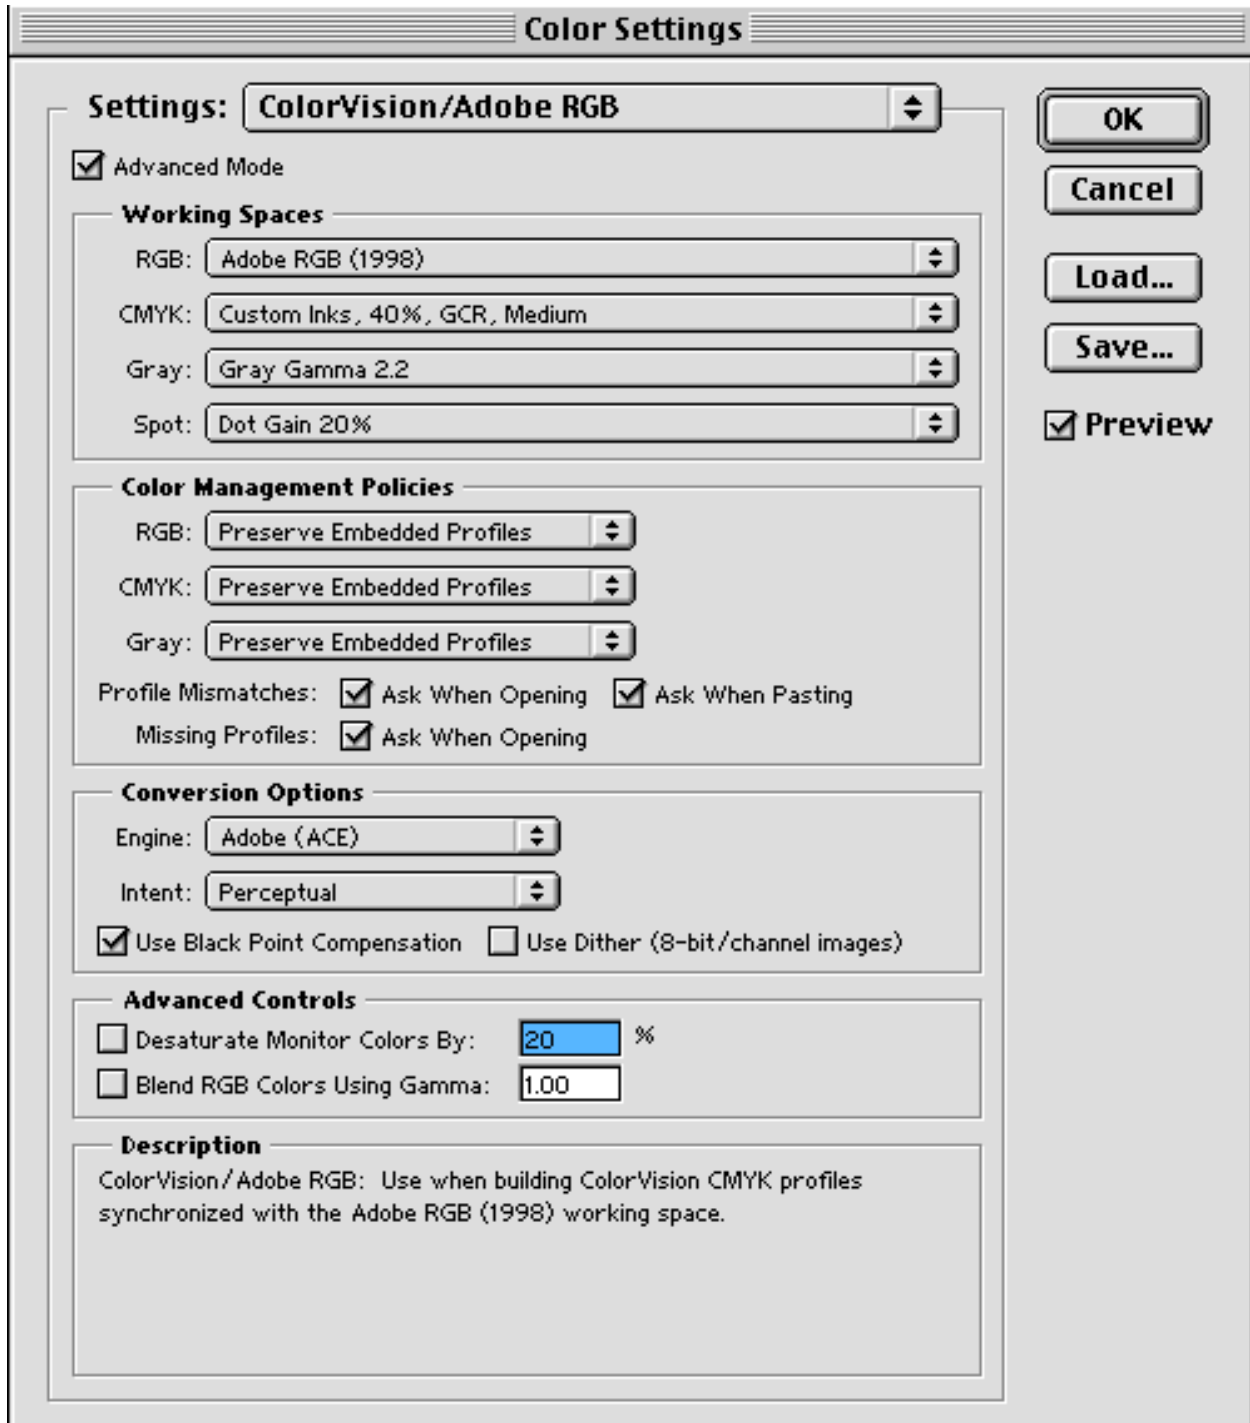 Color Settings
Settings: ColorVision/Adobe RGB
OK
Advanced Mode
Cancel
Working Spaces
RGB: Adobe RGB (1998)
Load...
CMYK: Custom Inks, 40%, GCR, Medium
Save...
Gray: Gray Gamma 2.2
Spot: Dot Gain 20%
Preview
Color Management Policies
RGB: Preserve Embedded Profiles
CMYK: Preserve Embedded Profiles
Gray: Preserve Embedded Profiles
Profile Mismatches: Ask When Opening Ask When Pasting
Missing Profiles: Ask When Opening
Conversion Options
Engine: Adobe (ACE)
Intent: Perceptual
Use Black Point Compensation Use Dither (8-bit/channel images)
Advanced Controls
Desaturate Monitor Colors By: 20 %
Blend RGB Colors Using Gamma: 1.00
Description
ColorVision/Adobe RGB: Use when building ColorVision CMYK profiles
synchronized with the Adobe RGB (1998) working space.